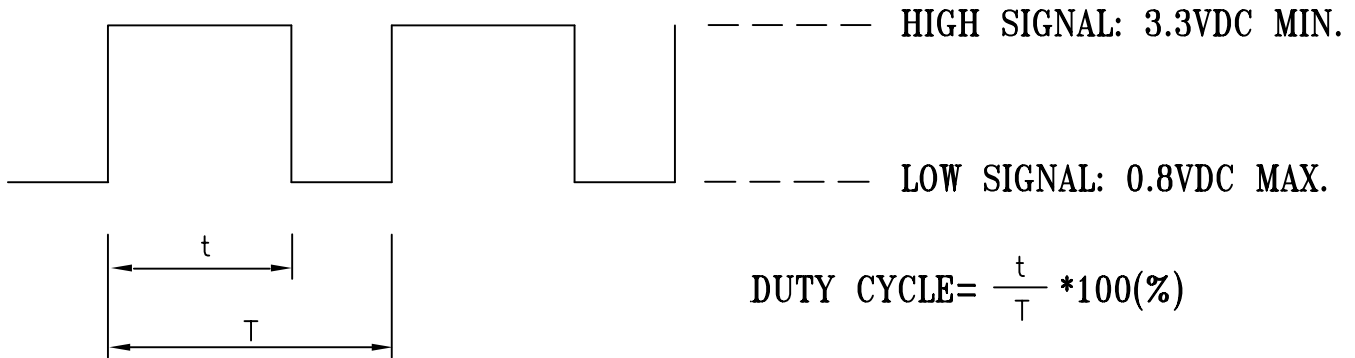 HIGH SIGNAL: 3.3VDC MIN.
LOW SIGNAL: 0.8VDC MAX.
t
T
DUTY CYCLE= t/T *100(%)